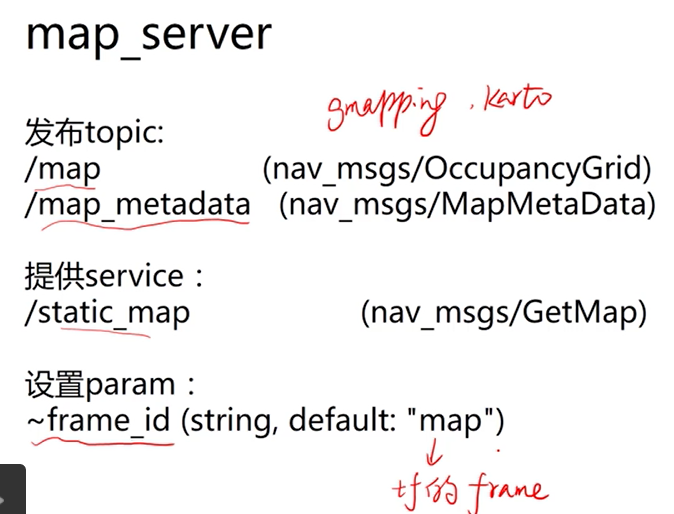 map_server
gmapping . karto
发布topic:
/map (nav_msgs/OccupancyGrid)
/map_metadata (nav_msgs/MapMetaData)
提供service：
/static_map (nav_msgs/GetMap)
设置param：
~frame_id (string, default: "map")
tf的 frame